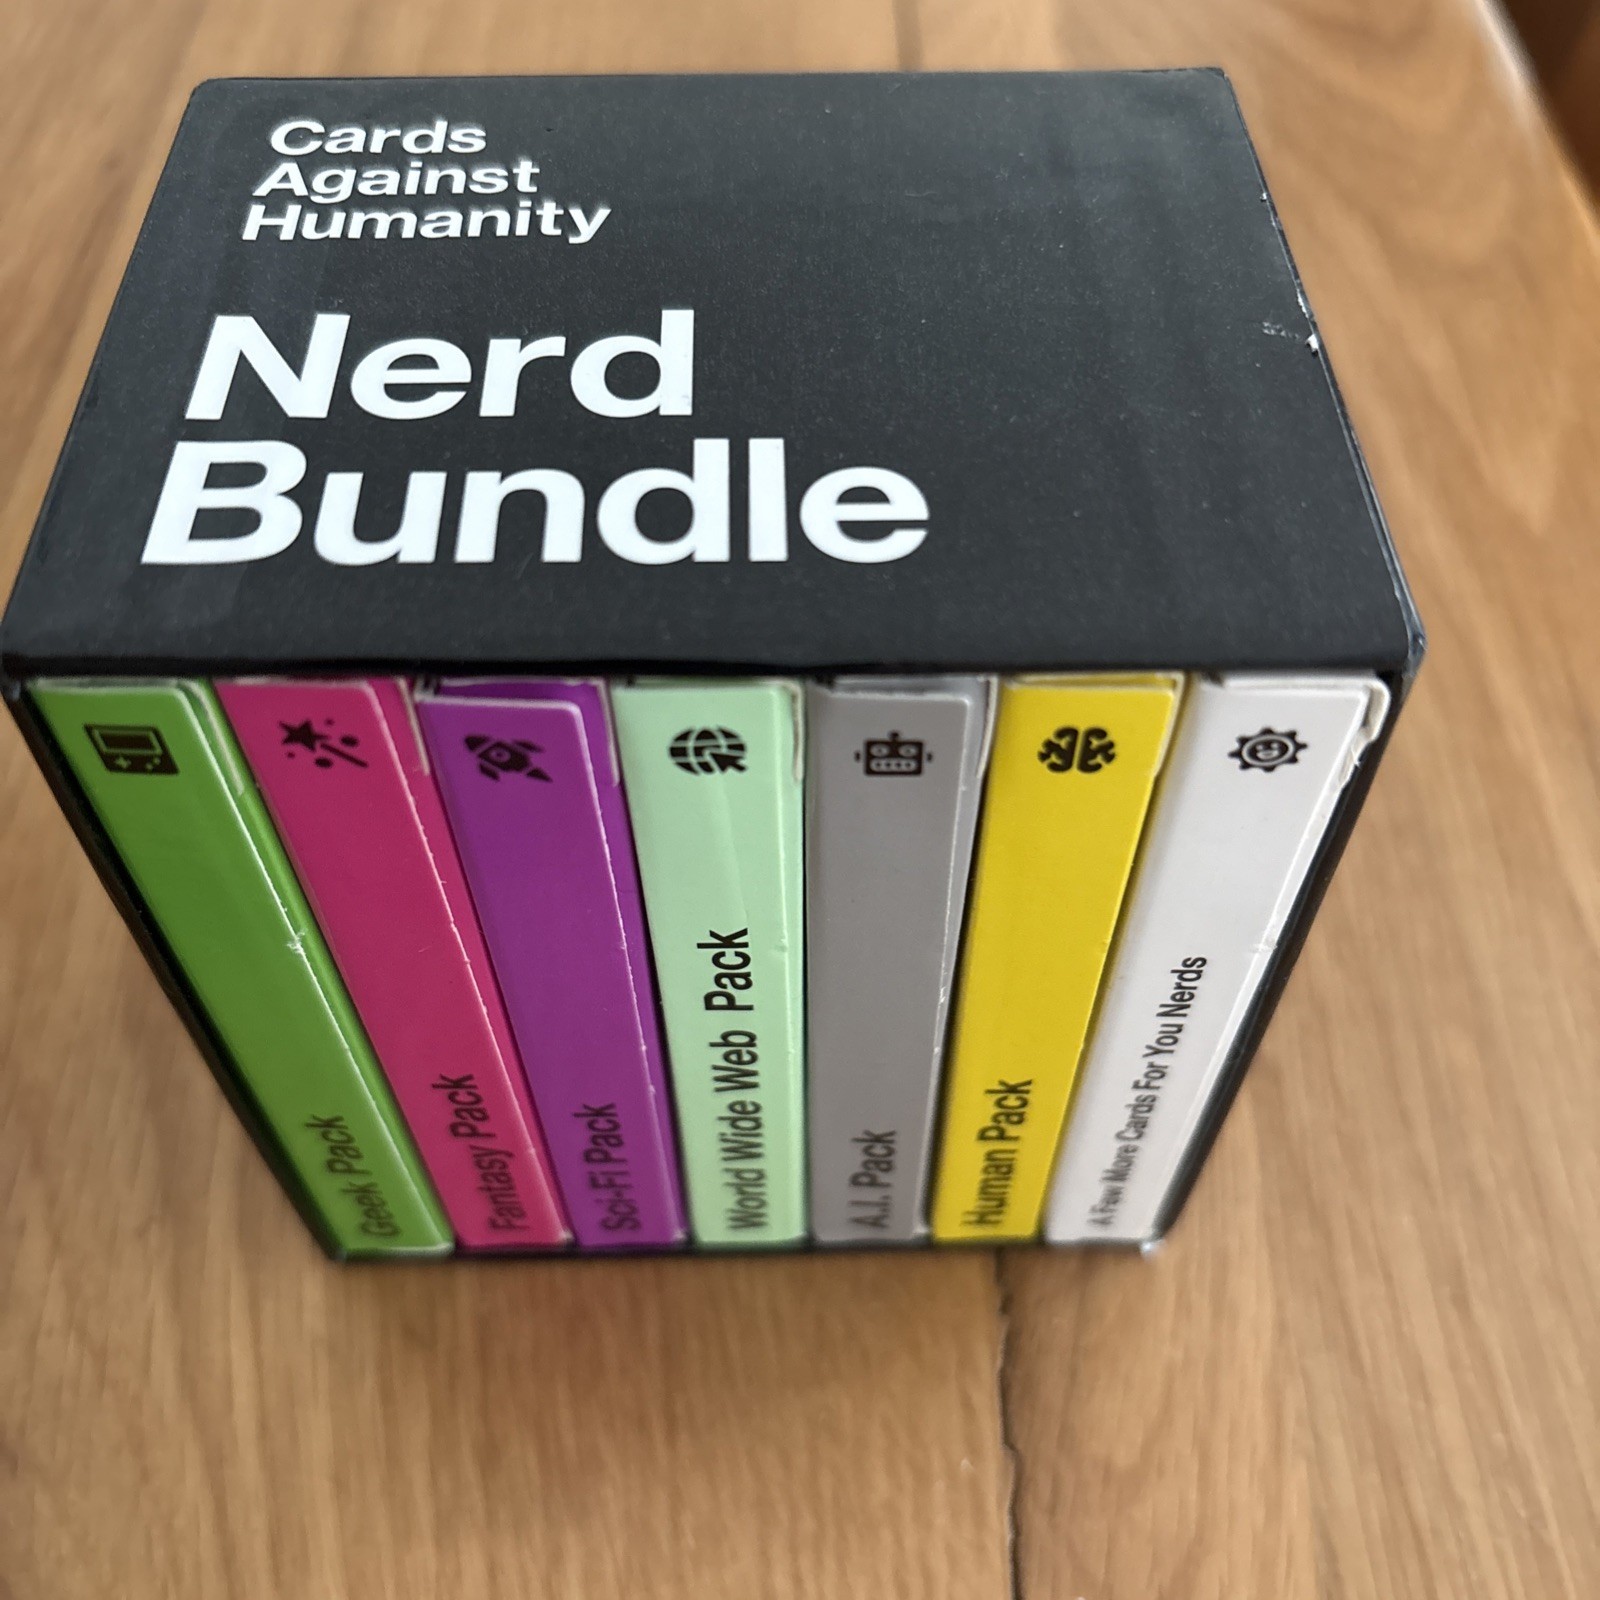 Cards
Against
Humanity
Nerd
Bundle
Geek Pack
Fantasy Pack
Sci-Fi Pack
World Wide Web Pack
A.I. Pack
Human Pack
A Few More Cards For You Nerds